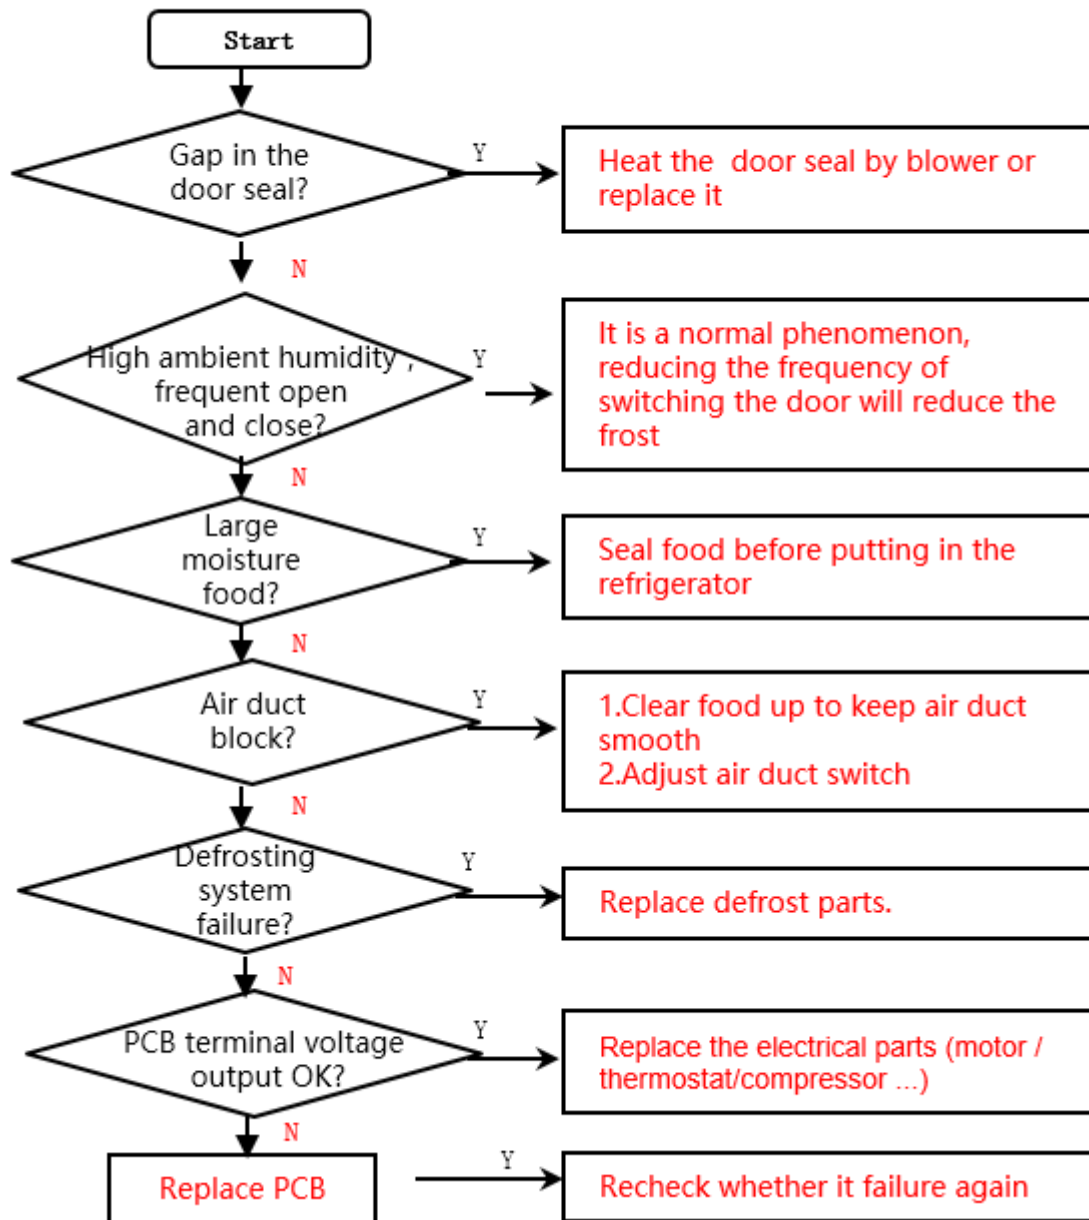 Start
Gap in the
door seal?
Y
Heat the door seal by blower or
replace it
N
High ambient humidity ,
frequent open
and close?
Y
It is a normal phenomenon,
reducing the frequency of
switching the door will reduce the
frost
N
Large
moisture
food?
Y
Seal food before putting in the
refrigerator
N
Air duct
block?
Y
1.Clear food up to keep air duct
smooth
2.Adjust air duct switch
N
Defrosting
system
failure?
Y
Replace defrost parts.
N
PCB terminal voltage
output OK?
Y
Replace the electrical parts (motor /
thermostat/compressor ...)
N
Replace PCB
Y
Recheck whether it failure again